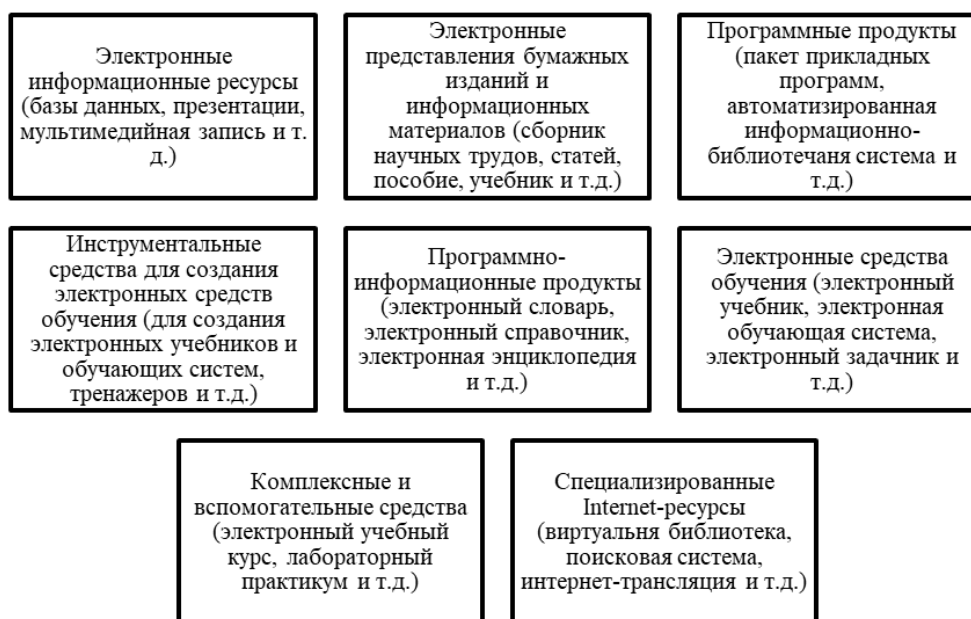 Электронные
информационные ресурсы
(базы данных, презентации,
мультимедийная запись и т.
д.)
Электронные
представления бумажных
изданий и
информационных
материалов (сборник
научных трудов, статей,
пособие, учебник и т.д.)
Программные продукты
(пакет прикладных
программ,
автоматизированная
информационно-
библиотечаня система и
т.д.)
Инструментальные
средства для создания
электронных средств
обучения (для создания
электронных учебников и
обучающих систем,
тренажеров и т.д.)
Программно-
информационные продукты
(электронный словарь,
электронный справочник,
электронная энциклопедия
и т.д.)
Электронные средства
обучения (электронный
учебник, электронная
обучающая система,
электронный задачник и
т.д.)
Комплексные и
вспомогательные средства
(электронный учебный
курс, лабораторный
практикум и т.д.)
Специализированные
Internet-ресурсы
(виртуальня библиотека,
поисковая система,
интернет-трансляция и т.д.)